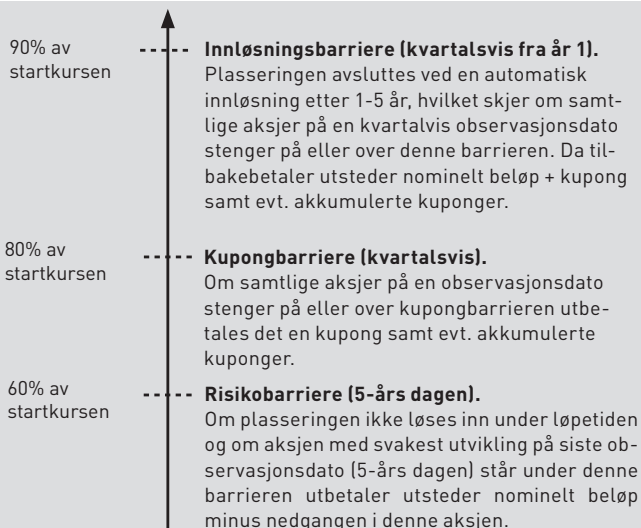 90% av
startkursen
Innløsningsbarriere (kvartalsvis fra år 1).
Plasseringen avsluttes ved en automatisk
innløsning etter 1-5 år, hvilket skjer om samt-
lige aksjer på en kvartalvis observasjonsdato
stenger på eller over denne barrieren. Da til-
bakebetaler utsteder nominelt beløp + kupong
samt evt. akkumulerte kuponger.
80% av
startkursen
Kupongbarriere (kvartalsvis).
Om samtlige aksjer på en observasjonsdato
stenger på eller over kupongbarrieren utbe-
tales det en kupong samt evt. akkumulerte
kuponger.
60% av
startkursen
Risikobarriere (5-års dagen).
Om plasseringen ikke løses inn under løpetiden
og om aksjen med svakest utvikling på siste ob-
servasjonsdato (5-års dagen) står under denne
barrieren utbetaler utsteder nominelt beløp
minus nedgangen i denne aksjen.